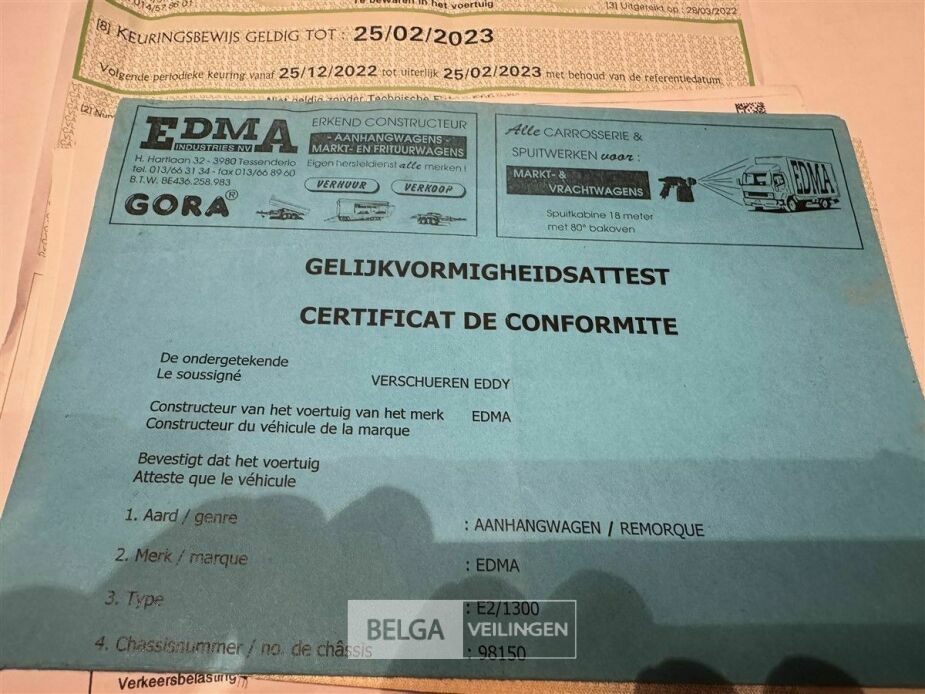 Te bewaren in het voertuig
[3] Uitgereikt op : 28/03/2022
[8] KEURINGSBEWIJS GELDIG TOT : 25/02/2023
Volgende periodieke keuring vanaf 25/12/2022 tot uiterlijk 25/02/2023 met behoud van de referentiedatum
EDMA
INDUSTRIES NV
H. Hartlaan 32 - 3980 Tessenderlo
tel. 013/66 31 34 - fax 013/66 89 60
B.T.W. BE436.258.983
GORA®
ERKEND CONSTRUCTEUR
- AANHANGWAGENS -
MARKT- EN FRITUURWAGENS
Eigen hersteldienst alle merken !
VERHUUR
VERKOOP
Alle CARROSSERIE &
SPUITWERKEN voor :
MARKT- &
VRACHTWAGENS
Spuitkabine 18 meter
met 80° bakoven
EDMA
GELIJKVORMIGHEIDSATTEST
CERTIFICAT DE CONFORMITE
De ondergetekende
Le soussigné
VERSCHUEREN EDDY
Constructeur van het voertuig van het merk EDMA
Constructeur du véhicule de la marque
Bevestigt dat het voertuig
Atteste que le véhicule
1. Aard / genre : AANHANGWAGEN / REMORQUE
2. Merk / marque : EDMA
3. Type : E2/1300
4. Chassisnummer / no. de châssis : 98150
BELGA VEILINGEN
Verkeersbelasting